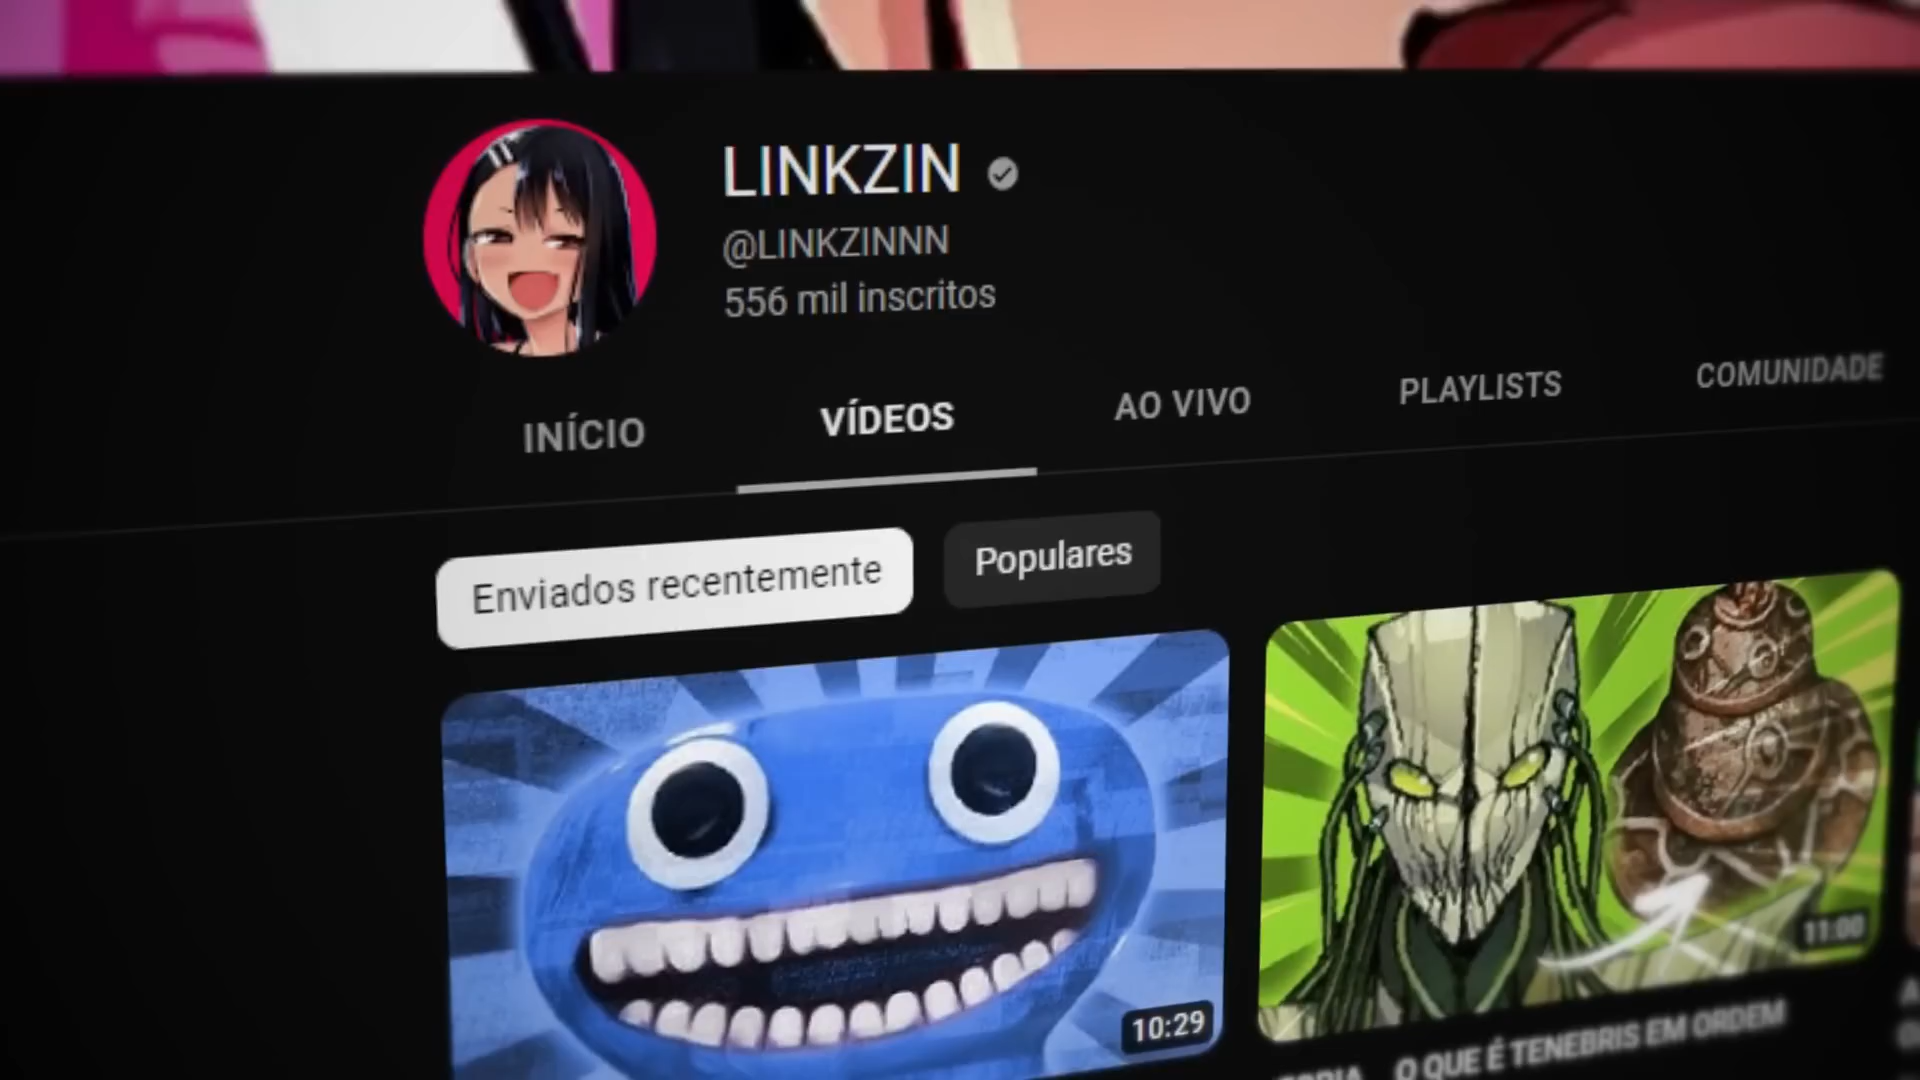 LINKZIN
@LINKZINNN
556 mil inscritos
INÍCIO VÍDEOS AO VIVO PLAYLISTS COMUNIDADE
Enviados recentemente Populares
10:29
11:00
O QUE É TENEBRIS EM ORDEM